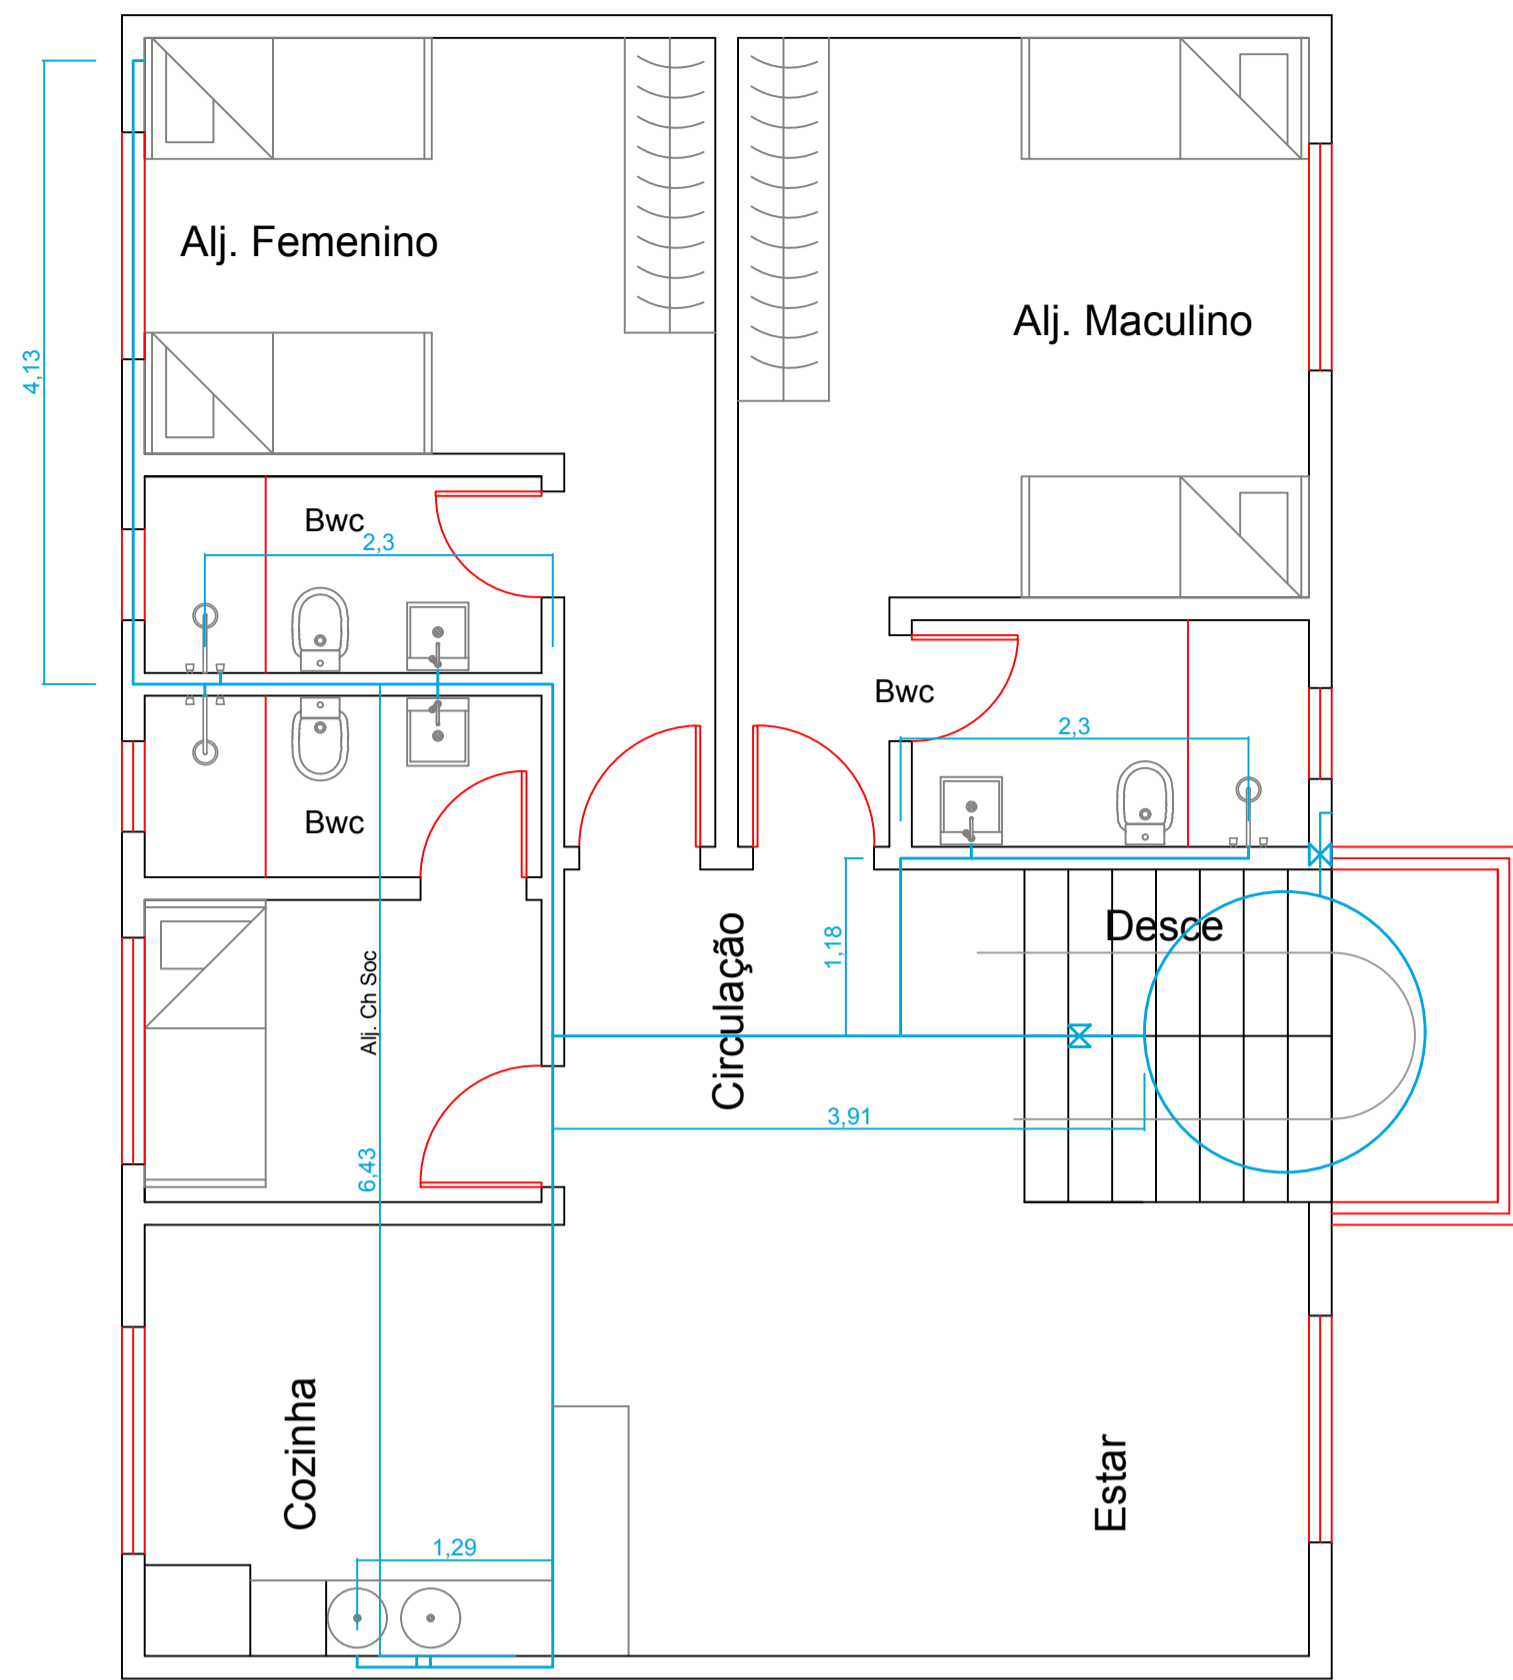 Alj. Femenino
Alj. Maculino
4,13
Bwc
2,3
Bwc
2,3
Bwc
Desce
Circulação
1,18
Alj. Ch Soc
3,91
6,43
Cozinha
Estar
1,29